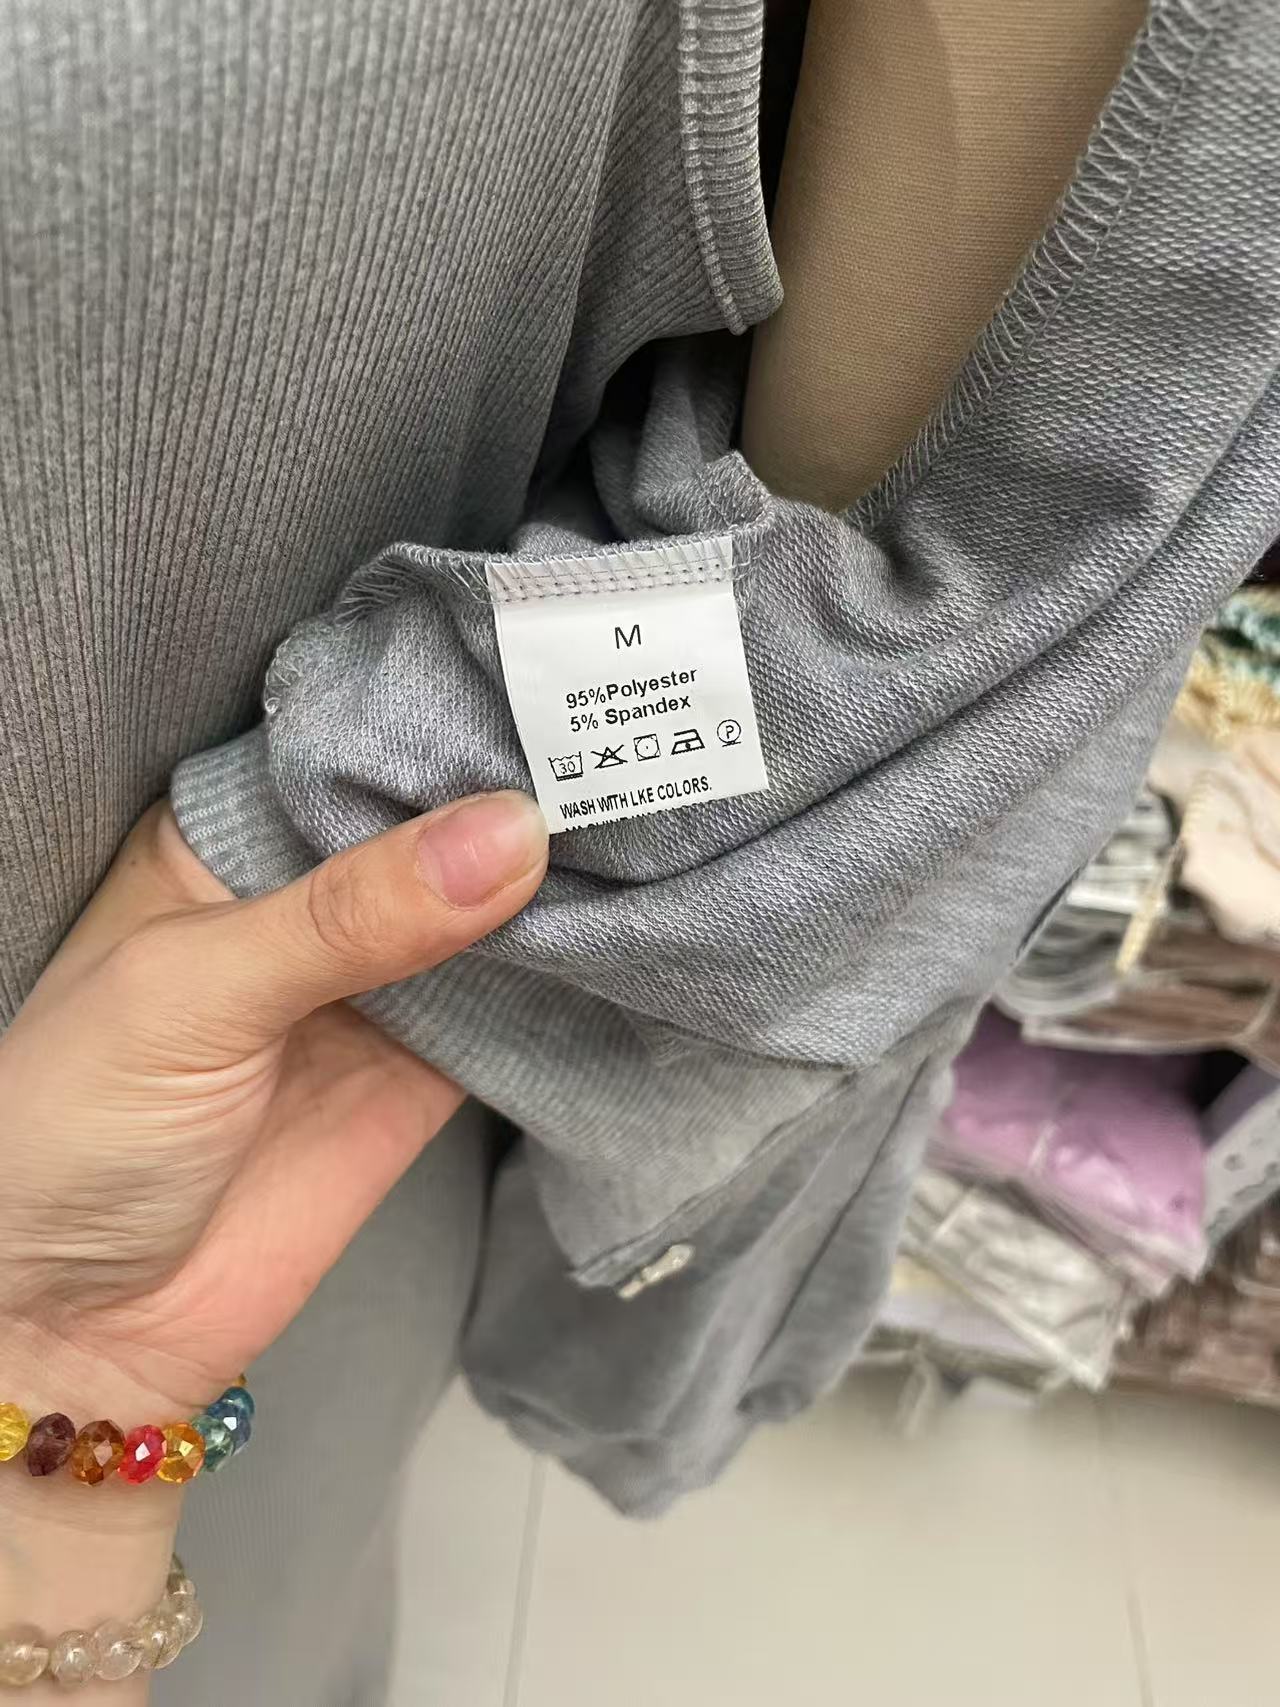 M
95%Polyester
5% Spandex
30 P
WASH WITH LKE COLORS.